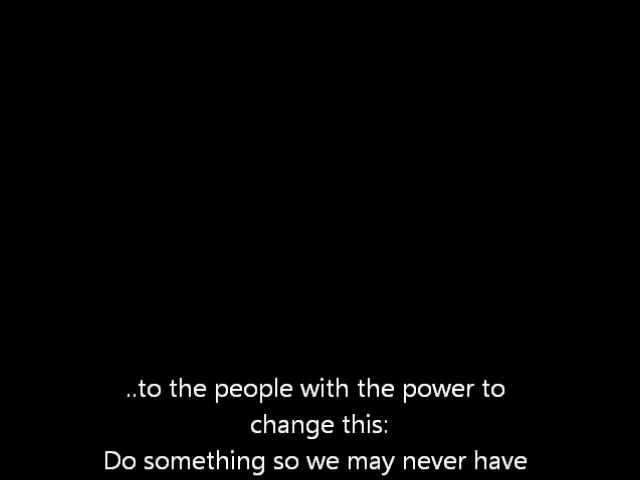 ..to the people with the power to
change this:
Do something so we may never have